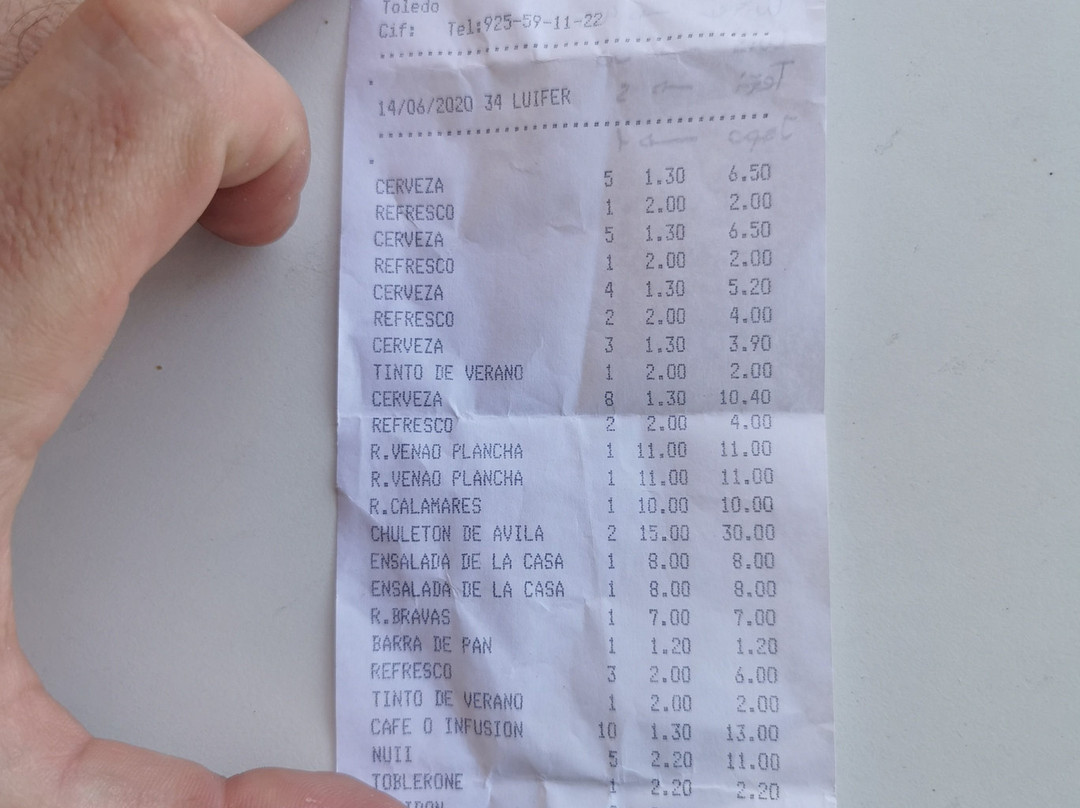 Toledo
Cif: Tel:925-59-11-22
14/06/2020 34 LUIFER
CERVEZA 5 1.30 6.50
REFRESCO 1 2.00 2.00
CERVEZA 5 1.30 6.50
REFRESCO 1 2.00 2.00
CERVEZA 4 1.30 5.20
REFRESCO 2 2.00 4.00
CERVEZA 3 1.30 3.90
TINTO DE VERANO 1 2.00 2.00
CERVEZA 8 1.30 10.40
REFRESCO 2 2.00 4.00
R.VENAO PLANCHA 1 11.00 11.00
R.VENAO PLANCHA 1 11.00 11.00
R.CALAMARES 1 10.00 10.00
CHULETON DE AVILA 2 15.00 30.00
ENSALADA DE LA CASA 1 8.00 8.00
ENSALADA DE LA CASA 1 8.00 8.00
R.BRAVAS 1 7.00 7.00
BARRA DE PAN 1 1.20 1.20
REFRESCO 3 2.00 6.00
TINTO DE VERANO 1 2.00 2.00
CAFE O INFUSION 10 1.30 13.00
NUII 5 2.20 11.00
TOBLERONE 1 2.20 2.20